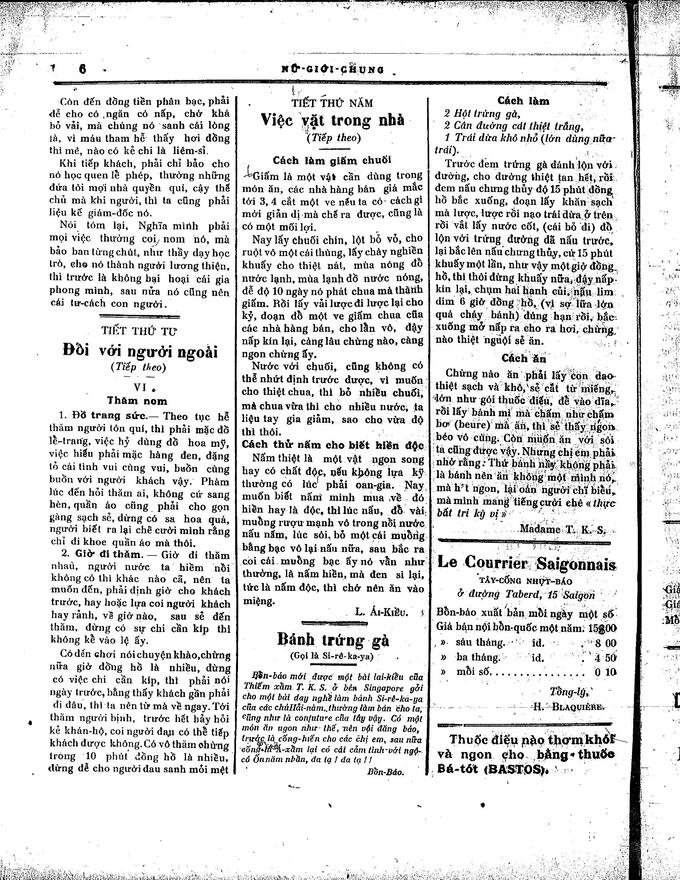 6
NỮ-GIỚI-CHUNG
Còn đến đồng tiền phân bạc, phải
để cho có ngăn có nắp, chớ khá
bỏ vải, mà chúng nó sanh cái lòng
tà, vì máu tham hễ thấy hơi đồng
thì mê, nào có kể chi là liêm-sỉ.
Khi tiếp khách, phải chỉ bảo cho
nó học quen lễ phép, thường những
đứa tôi mọi nhà quyền quí, cậy thế
chủ mà khi người, thì ta cũng phải
liệu kế giám-đốc nó.
Nói tóm lại, Nghĩa mình phải
mọi việc thường coi nom nó, mà
bảo ban từng chút, như thầy dạy học
trò, cho nó thành người lương thiện,
thì trước là không bại hoại cái gia
phong mình, sau nửa nó cũng nên
cái tư-cách con người.
TIẾT THỨ TƯ
Đối với người ngoài
(Tiếp theo)
VI
Thăm nom
1. Đồ trang sức.— Theo tục hễ
thăm người tôn quí, thì phải mặc đồ
lễ-trang, việc hỷ dùng đồ hoa mỹ,
việc hiếu phải mặc hàng đen, đặng
tỏ cái tình vui cùng vui, buồn cùng
buồn với người khách vậy. Phàm
lúc đến hỏi thăm ai, không cứ sang
hèn, quần áo cũng phải cho gọn
gàng sạch sẻ, đừng có sa hoa quá,
người biết ra lại chê cười mình rằng
chỉ đi khoe quần áo mà thôi.
2. Giờ đi thăm. — Giờ đi thăm
nhau, người nước ta hiềm nỗi
không có thì khác nào cả, nên ta
muốn đến, phải định giờ cho khách
trước, hay hoặc lựa coi người khách
hay rảnh, về giờ nào, sau sẻ đến
thăm, đừng có sự chi cần kíp thì
không kể vào lệ ấy.
Có đến chơi nói chuyện khào, chừng
nữa giờ đồng hồ là nhiều, đừng
có việc chi cần kíp, thì phải nói
ngày trước, bằng thấy khách gần phải
đi đâu, thì ta nên từ mà về ngay. Tới
thăm người bịnh, trước hết hãy hỏi
kẻ khán-hộ, coi người đau có thể tiếp
khách được không. Có vô thăm chừng
trong 10 phút đồng hồ là nhiều,
đừng để cho người đau sanh mỏi mệt
TIẾT THỨ NĂM
Việc vặt trong nhà
(Tiếp theo)
Cách làm giấm chuối
Giấm là một vật cần dùng trong
món ăn, các nhà hàng bán giá mắc
tới 3, 4 cắt một ve nếu ta có cách gì
mới giản dị mà chế ra được, cũng là
có một mối lợi.
Nay lấy chuối chín, lột bỏ vỏ, cho
ruột vô một cái thùng, lấy chày nghiền
khuấy cho thiệt nát, mùa nóng đổ
nước lạnh, mùa lạnh đổ nước nóng,
để độ 10 ngày nó phát chua mà thành
giấm. Rồi lấy vải lược đi lược lại cho
kỷ, đoạn đổ một ve giấm chua của
các nhà hàng bán, cho lần vô, đậy
nắp kín lại, càng lâu chừng nào, càng
ngon chừng ấy.
Nước với chuối, cũng không có
thể nhứt định trước được, vì muốn
cho thiệt chua, thì bỏ nhiều chuối,
mà chua vừa thì cho nhiều nước, ta
liệu tay gia giảm, sao cho vừa độ
thì thôi.
Cách thử nấm cho biết hiền độc
Nấm thiệt là một vật ngon song
hay có chất độc, nếu không lựa kỹ
thường có lúc phải oan-gia. Nay
muốn biết nấm mình mua về đó
hiền hay là độc, thì lúc nấu, đổ vài
muỗng rượu mạnh vô trong nồi nước
nấu nấm, lúc sôi, bỏ một cái muỗng
bằng bạc vô lại nấu nữa, sau bắc ra
coi cái muỗng bạc ấy nó vẫn như
thường, là nấm hiền, mà đen sì lại,
tức là nấm độc, thì chớ nên ăn vào
miệng.
L. Ái-Kiều.
Bánh trứng gà
(Gọi là Si-rê-ka-ya)
Bồn-báo mới được một bài lai-kiểu của
Thiếm xẩm T. K. S. ở bên Singapore gởi
cho một bài dạy nghề làm bánh Si-rê-ka-ya
của các chú Hải-nam, thường làm bán cho ta,
cũng như là confuture của tây vậy. Có một
món ăn ngon như thế, nên vội đăng báo,
trước là cống-hiến cho các chị em, sau nữa
xẩm lại có cái cảm tình với ngọ-
có Ôn năm nhần, đa tạ ! đa tạ ! !
Bồn-Báo.
Cách làm
2 Hột trứng gà,
2 Cân đường cát thiệt trắng,
1 Trái dừa khô nhỏ (lớn dùng nữa
trái).
Trước đem trứng gà đánh lộn với
đường, cho đường thiệt tan hết, rồi
đem nấu chưng thủy độ 15 phút đồng
hồ bắc xuống, đoạn lấy khăn sạch
mà lược, lược rồi nạo trái dừa ở trên
rồi vắt lấy nước cốt, (cái bỏ đi) đổ
lộn với trứng đường đã nấu trước,
lại bắc lên nấu chưng thủy, cứ 15 phút
khuấy một lần, như vậy một giờ đồng
hồ, thì thôi đừng khuấy nữa, đậy nắp
kín lại, chụm hai hạnh củi, nấu lim
dim 6 giờ đồng hồ, (vì sợ lửa lớn
quá cháy bánh) đúng hạn rồi, bắc
xuống mở nắp ra cho ra hơi, chừng
nào thiệt nguội sẻ ăn.
Cách ăn
Chừng nào ăn phải lấy con dao
thiệt sạch và khô, sẻ cắt từ miếng,
lớn như gói thuốc điếu, để vào dĩa,
rồi lấy bánh mì mà chấm như chấm
bơ (beure) mà ăn, thì sẻ thấy ngon
béo vô cũng. Còn muốn ăn với sôi
ta cũng được vậy. Nhưng chị em phải
nhớ rằng : Thứ bánh nầy không phải
là bánh nên ăn không một mình nó,
mà h't ngon, lại oán người chỉ biểu,
mà mình mang tiếng cười chê «thực
bất tri kỳ vị»
Madame T. K. S.
Le Courrier Saigonnais
TÂY-CỐNG NHỰT-BÁO
ở đường Taberd, 15 Saigon
Bồn-báo xuất bản mỗi ngày một số
Giá bán nội bổn-quốc một năm. 15$00
» sáu tháng. id. . 8 00
» ba tháng. id. . 4 50
» mỗi số. . . . . . . . . . . . . . . 0 10
Tổng-lý,
H. BLAQUIÈRE.
Thuốc điếu nào thơm khói
và ngon cho bằng thuốc
Bá-tốt (BASTOS).